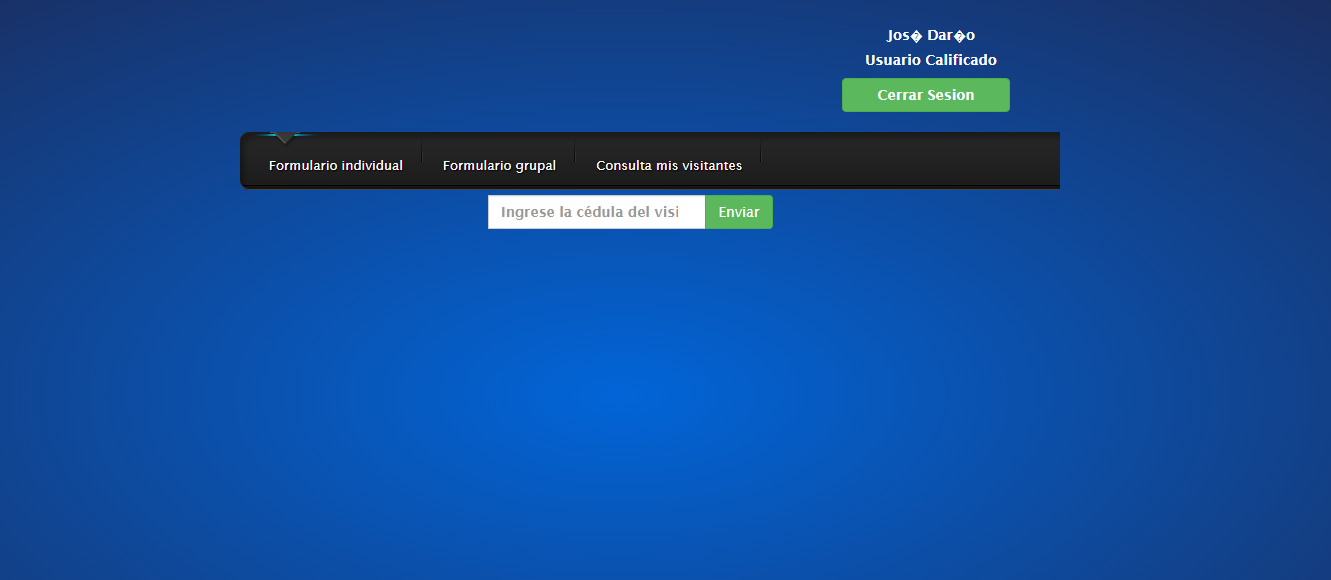 Jos� Dar�o
Usuario Calificado
Cerrar Sesion
Formulario individual Formulario grupal Consulta mis visitantes
Ingrese la cédula del visi Enviar